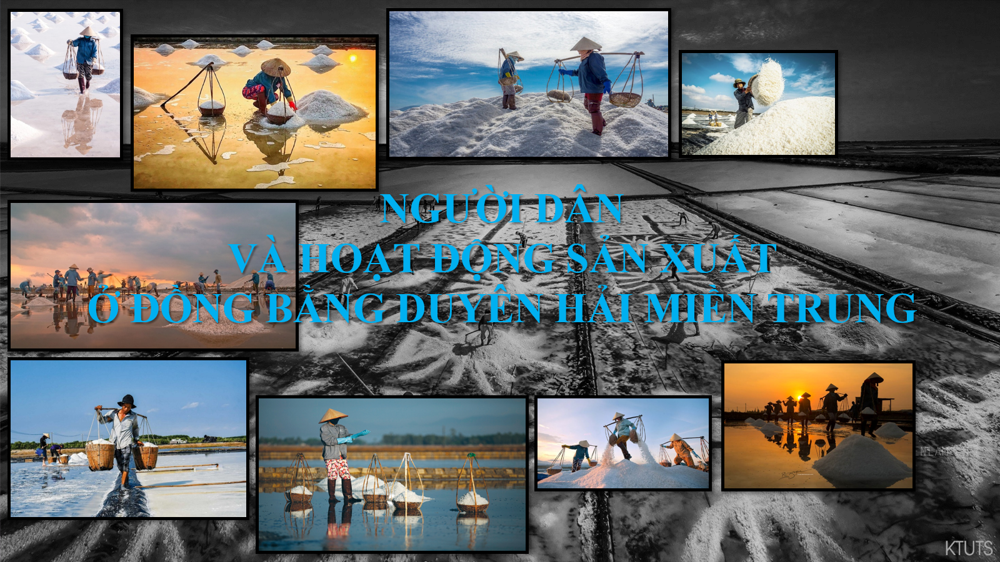 NGƯỜI DÂN
VÀ HOẠT ĐỘNG SẢN XUẤT
Ở ĐỒNG BẰNG DUYÊN HẢI MIỀN TRUNG
KTUTS